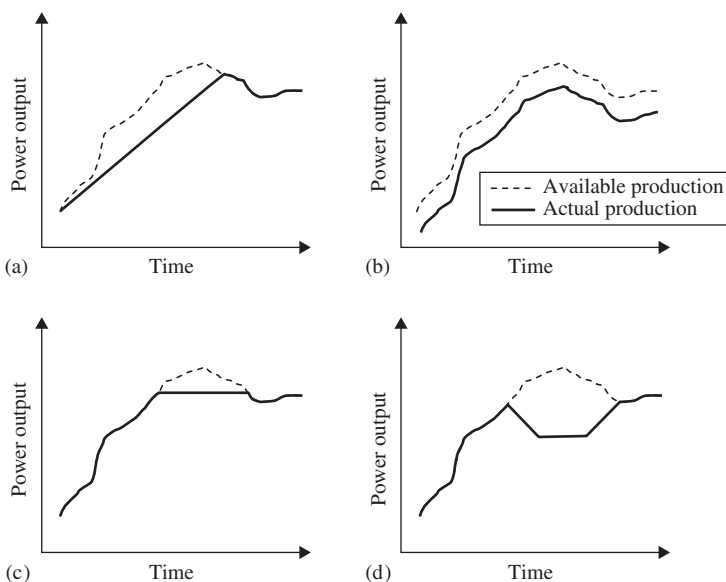 Power output
Time
(a)
Power output
Available production
Actual production
Time
(b)
Power output
Time
(c)
Power output
Time
(d)